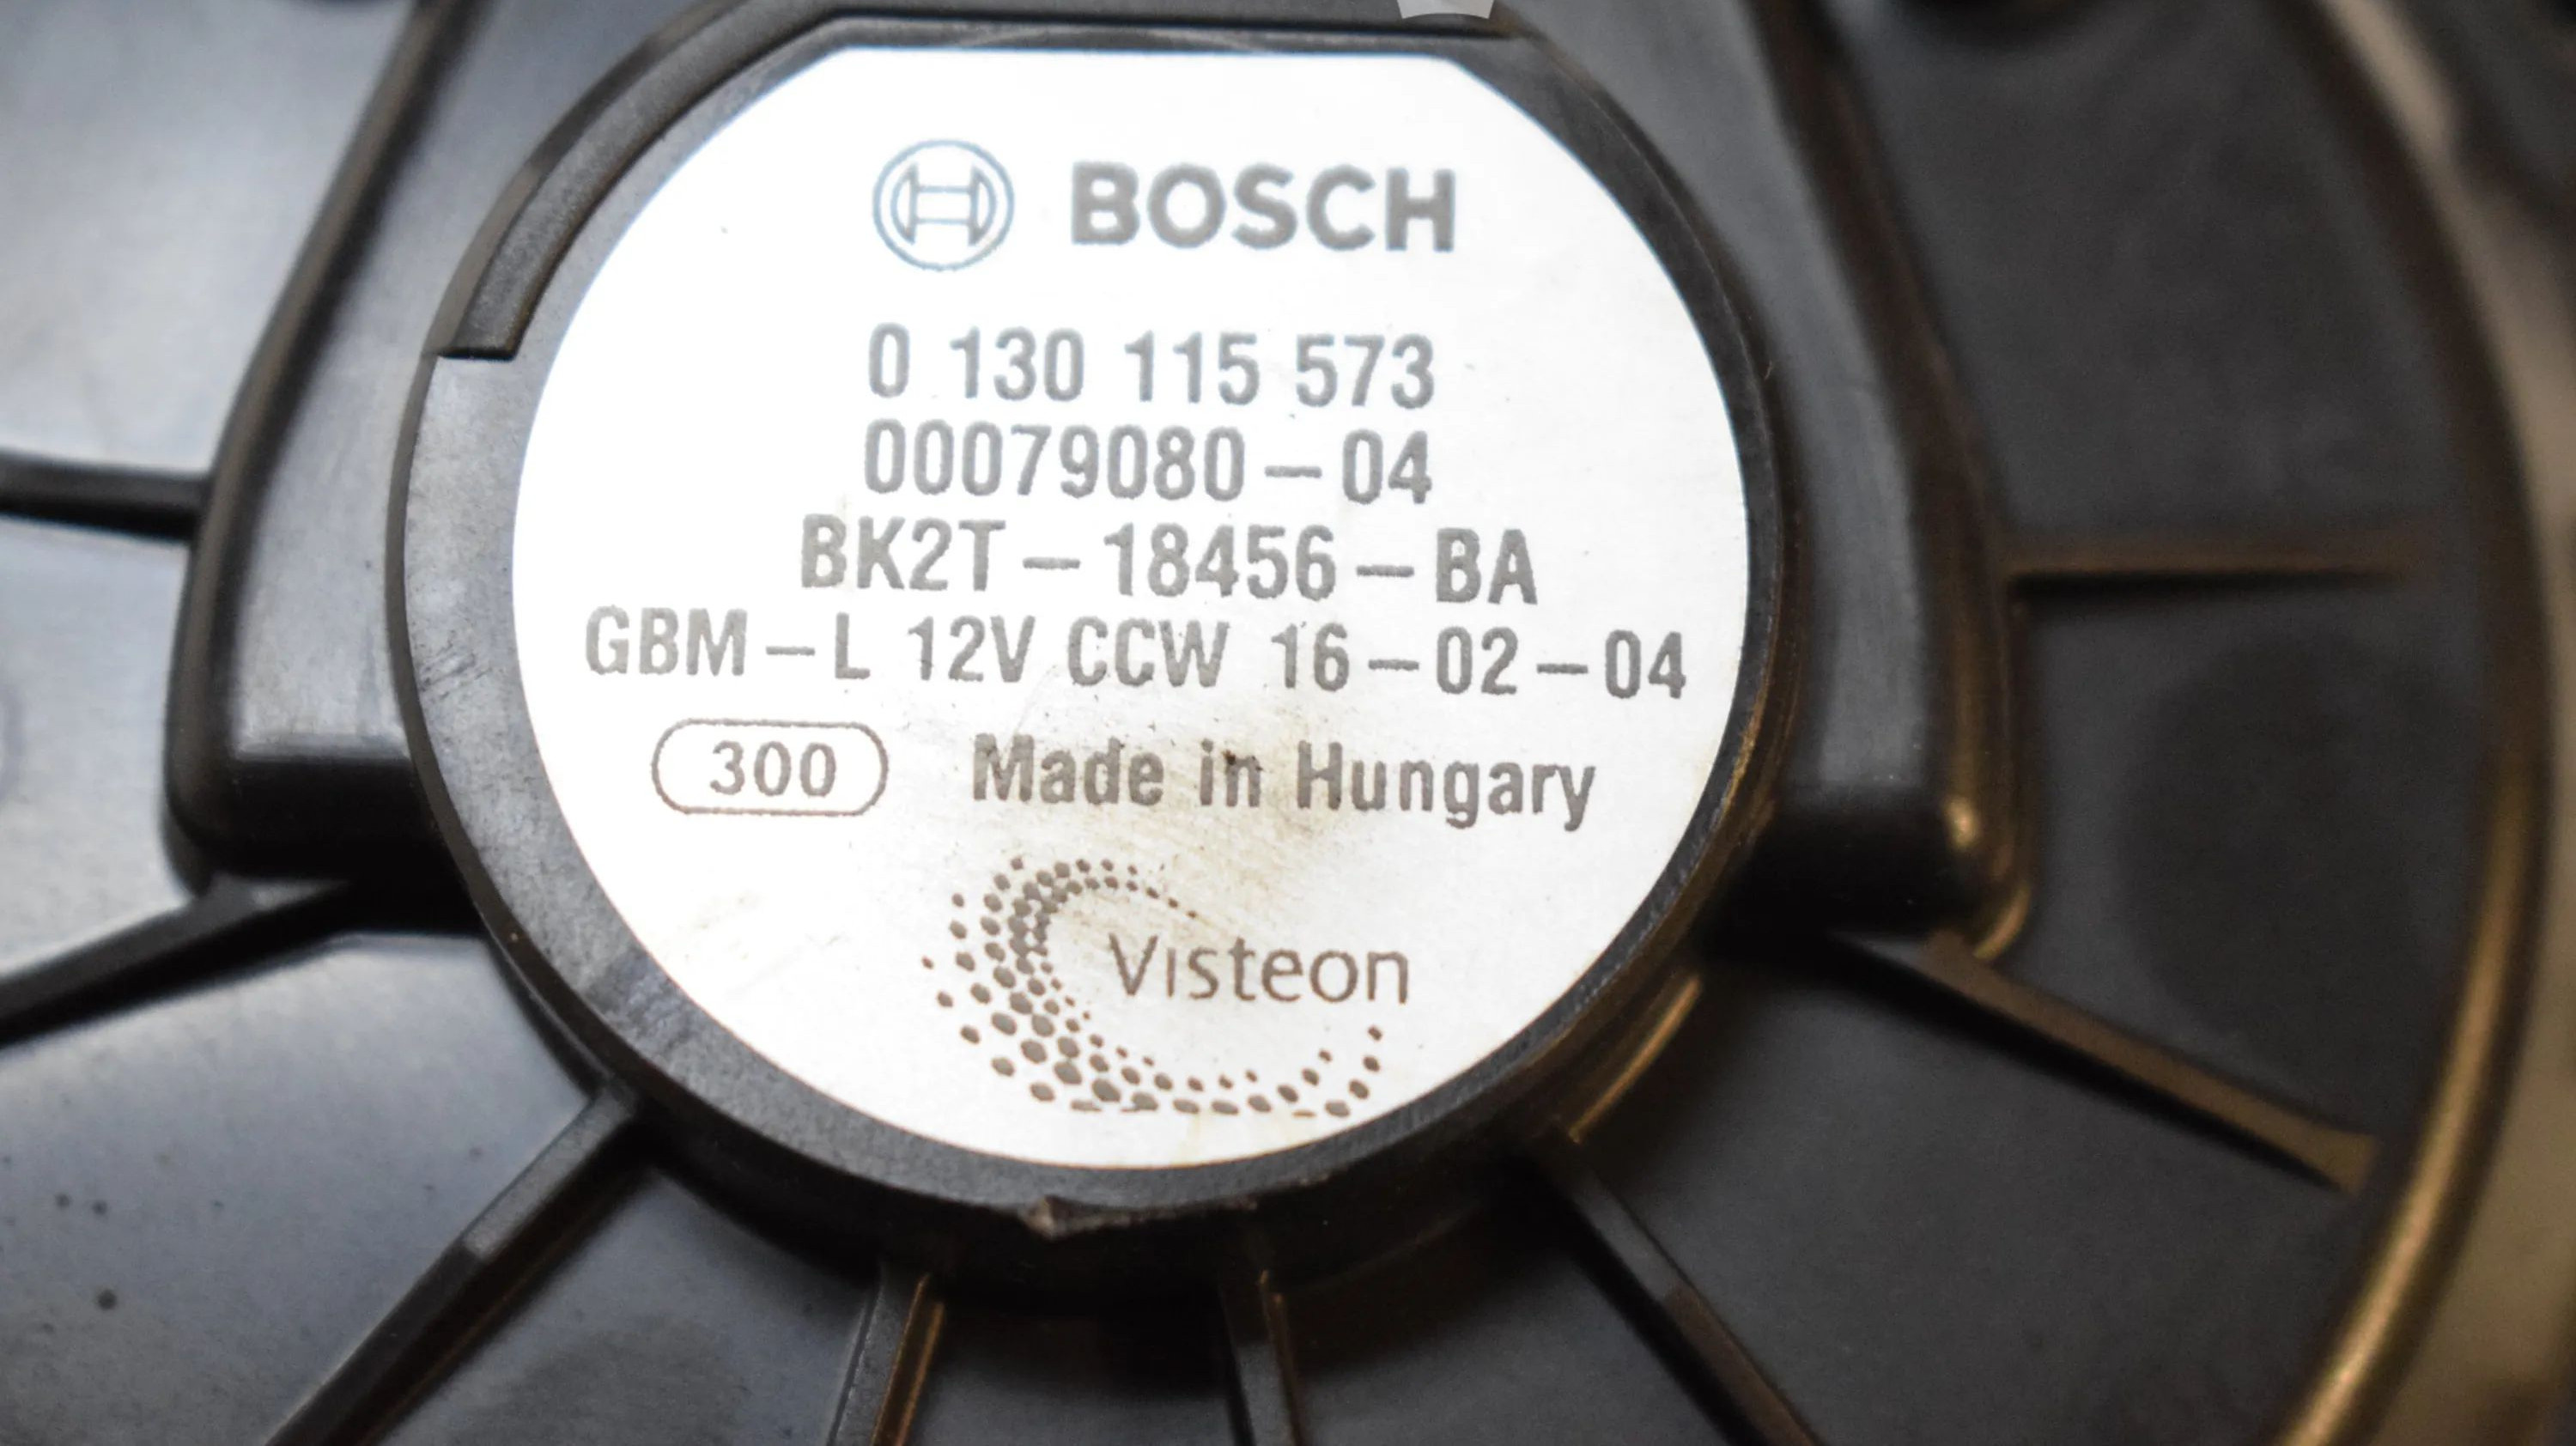 BOSCH
0 130 115 573
00079080-04
BK2T-18456-BA
GBM-L 12V CCW 16-02-04
300 Made in Hungary
Visteon